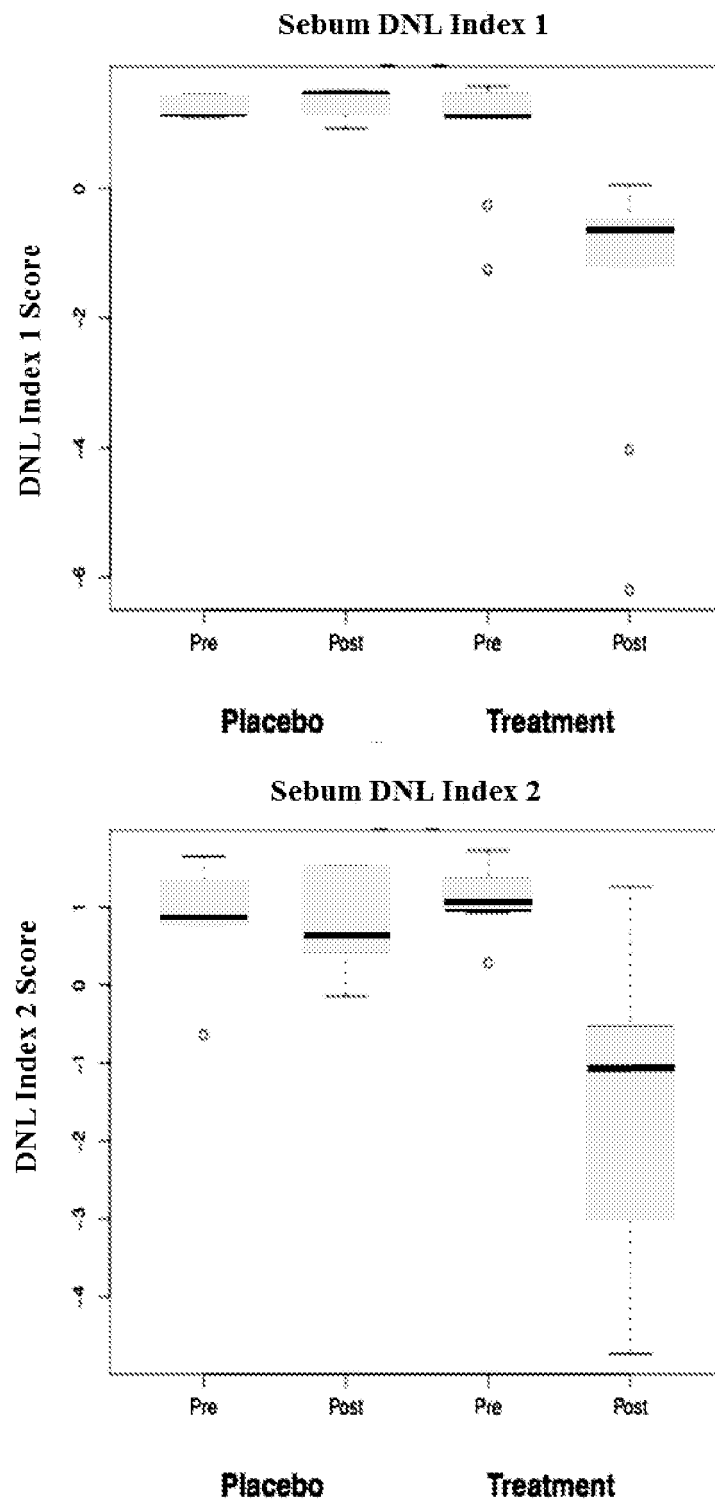 Sebum DNL Index 1
DNL Index 1 Score
0
-2
-4
-6
Pre Post Pre Post
Placebo Treatment
Sebum DNL Index 2
DNL Index 2 Score
1
0
-1
-2
-3
-4
Pre Post Pre Post
Placebo Treatment